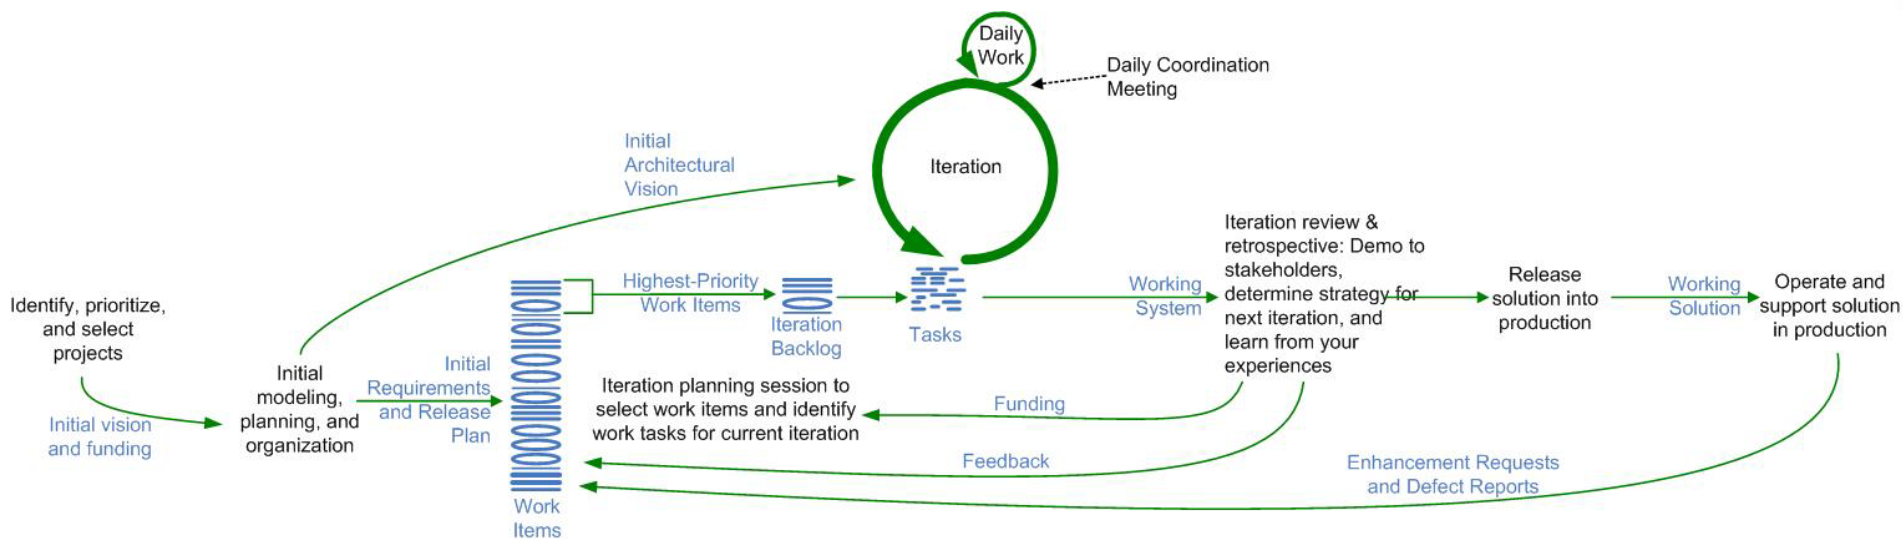 Daily
Work
Daily Coordination
Meeting
Initial
Architectural
Vision
Iteration
Identify, prioritize,
and select
projects
Initial vision
and funding
Initial
modeling,
planning, and
organization
Initial
Requirements
and Release
Plan
Work
Items
Highest-Priority
Work Items
Iteration
Backlog
Tasks
Iteration planning session to
select work items and identify
work tasks for current iteration
Working
System
Iteration review &
retrospective: Demo to
stakeholders,
determine strategy for
next iteration, and
learn from your
experiences
Funding
Feedback
Release
solution into
production
Working
Solution
Operate and
support solution
in production
Enhancement Requests
and Defect Reports